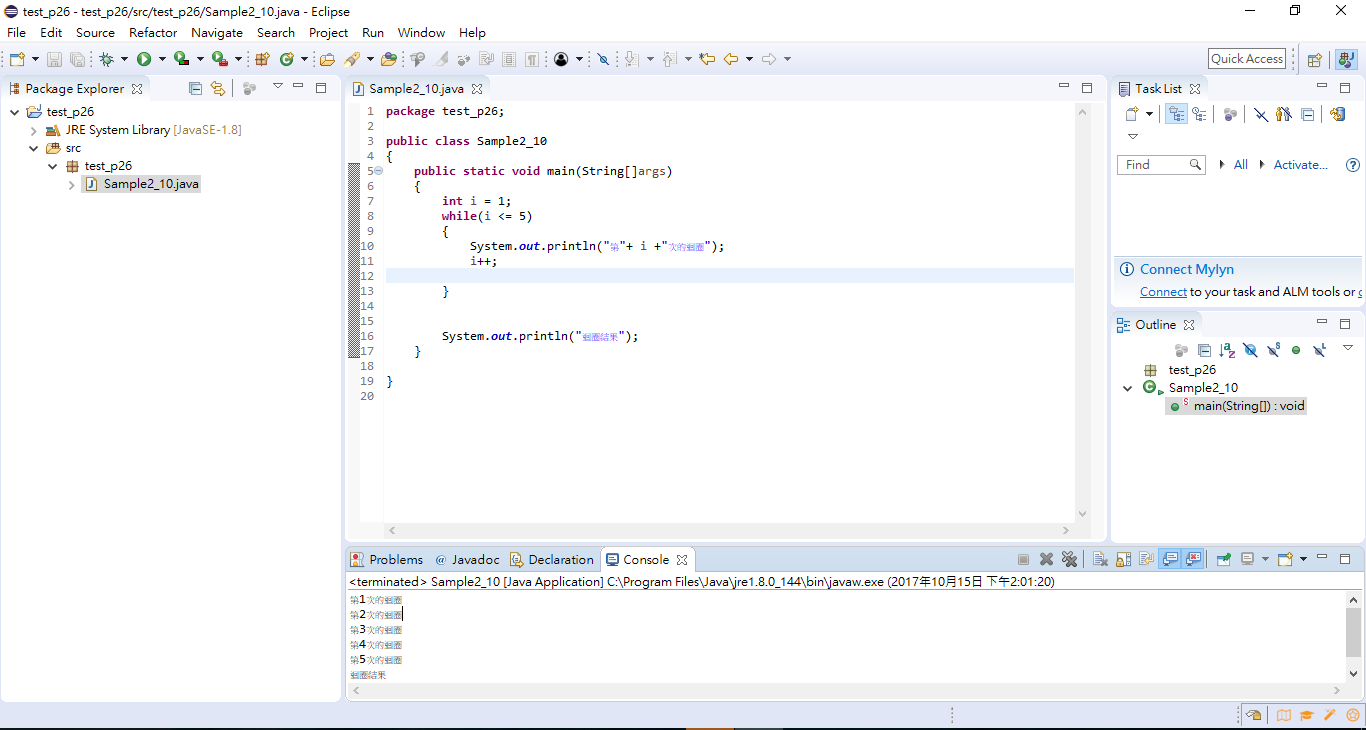 test_p26 - test_p26/src/test_p26/Sample2_10.java - Eclipse
File Edit Source Refactor Navigate Search Project Run Window Help
Quick Access
Package Explorer
test_p26
JRE System Library [JavaSE-1.8]
src
test_p26
Sample2_10.java
Sample2_10.java
1 package test_p26;
2
3 public class Sample2_10
4 {
5 public static void main(String[]args)
6 {
7 int i = 1;
8 while(i <= 5)
9 {
10 System.out.println("第"+ i +"次的迴圈");
11 i++;
12
13 }
14
15
16 System.out.println("迴圈結果");
17 }
18
19 }
20
Task List
Find
All
Activate...
Connect Mylyn
Connect to your task and ALM tools or
Outline
test_p26
Sample2_10
main(String[]) : void
Problems @ Javadoc Declaration Console
<terminated> Sample2_10 [Java Application] C:\Program Files\Java\jre1.8.0_144\bin\javaw.exe (2017年10月15日 下午2:01:20)
第1次的迴圈
第2次的迴圈
第3次的迴圈
第4次的迴圈
第5次的迴圈
迴圈結果